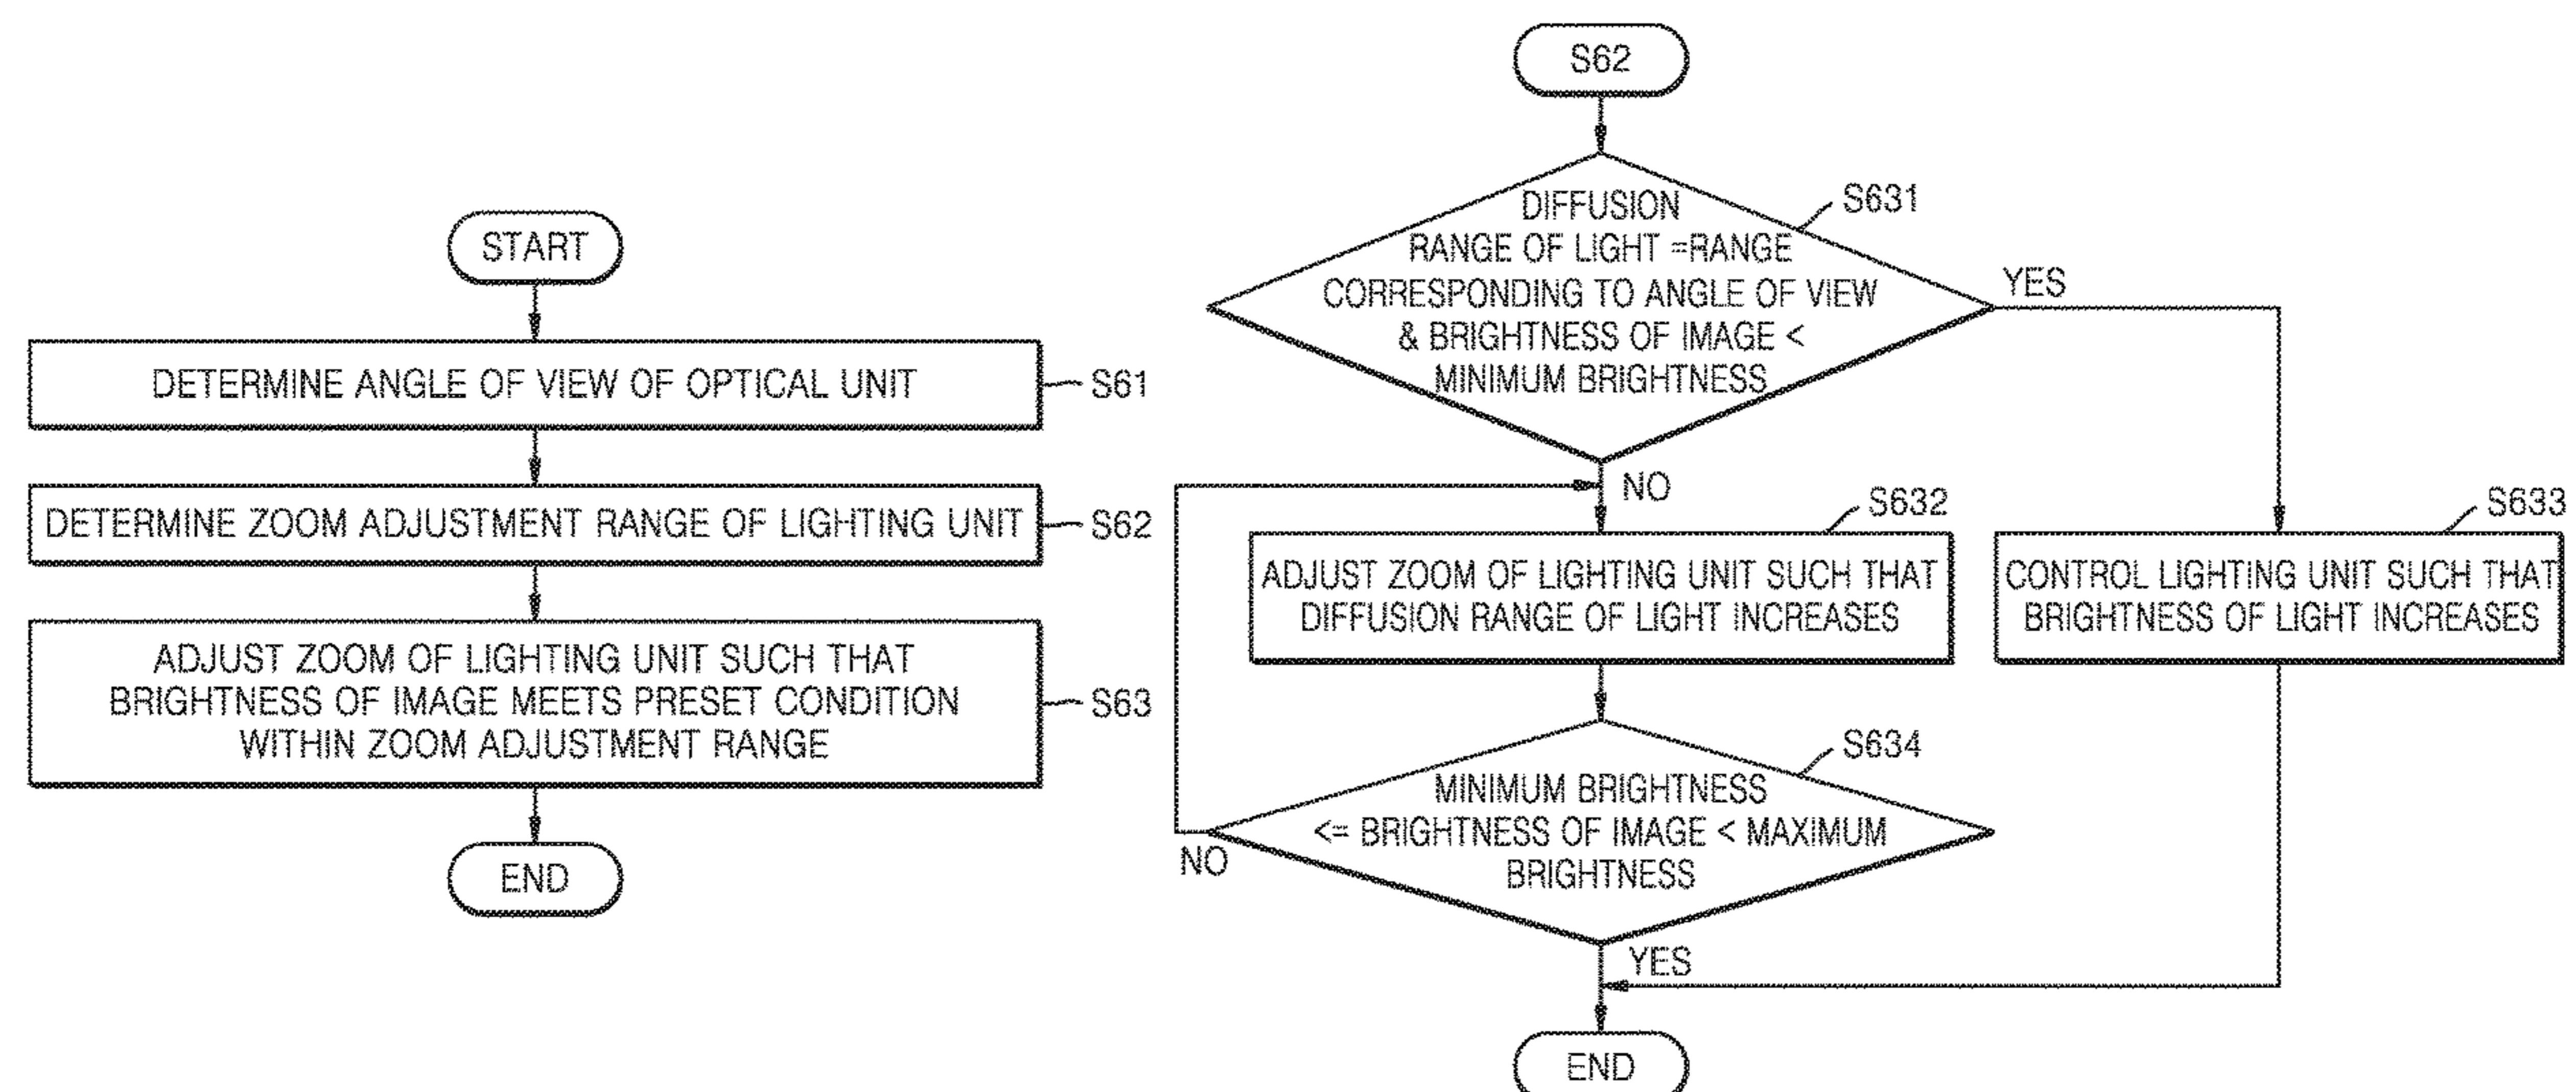 START
DETERMINE ANGLE OF VIEW OF OPTICAL UNIT
S61
DETERMINE ZOOM ADJUSTMENT RANGE OF LIGHTING UNIT
S62
ADJUST ZOOM OF LIGHTING UNIT SUCH THAT
BRIGHTNESS OF IMAGE MEETS PRESET CONDITION
WITHIN ZOOM ADJUSTMENT RANGE
S63
END
S62
DIFFUSION
RANGE OF LIGHT =RANGE
CORRESPONDING TO ANGLE OF VIEW
& BRIGHTNESS OF IMAGE <
MINIMUM BRIGHTNESS
S631
YES
NO
S632
ADJUST ZOOM OF LIGHTING UNIT SUCH THAT
DIFFUSION RANGE OF LIGHT INCREASES
S633
CONTROL LIGHTING UNIT SUCH THAT
BRIGHTNESS OF LIGHT INCREASES
S634
MINIMUM BRIGHTNESS
<= BRIGHTNESS OF IMAGE < MAXIMUM
BRIGHTNESS
NO
YES
END